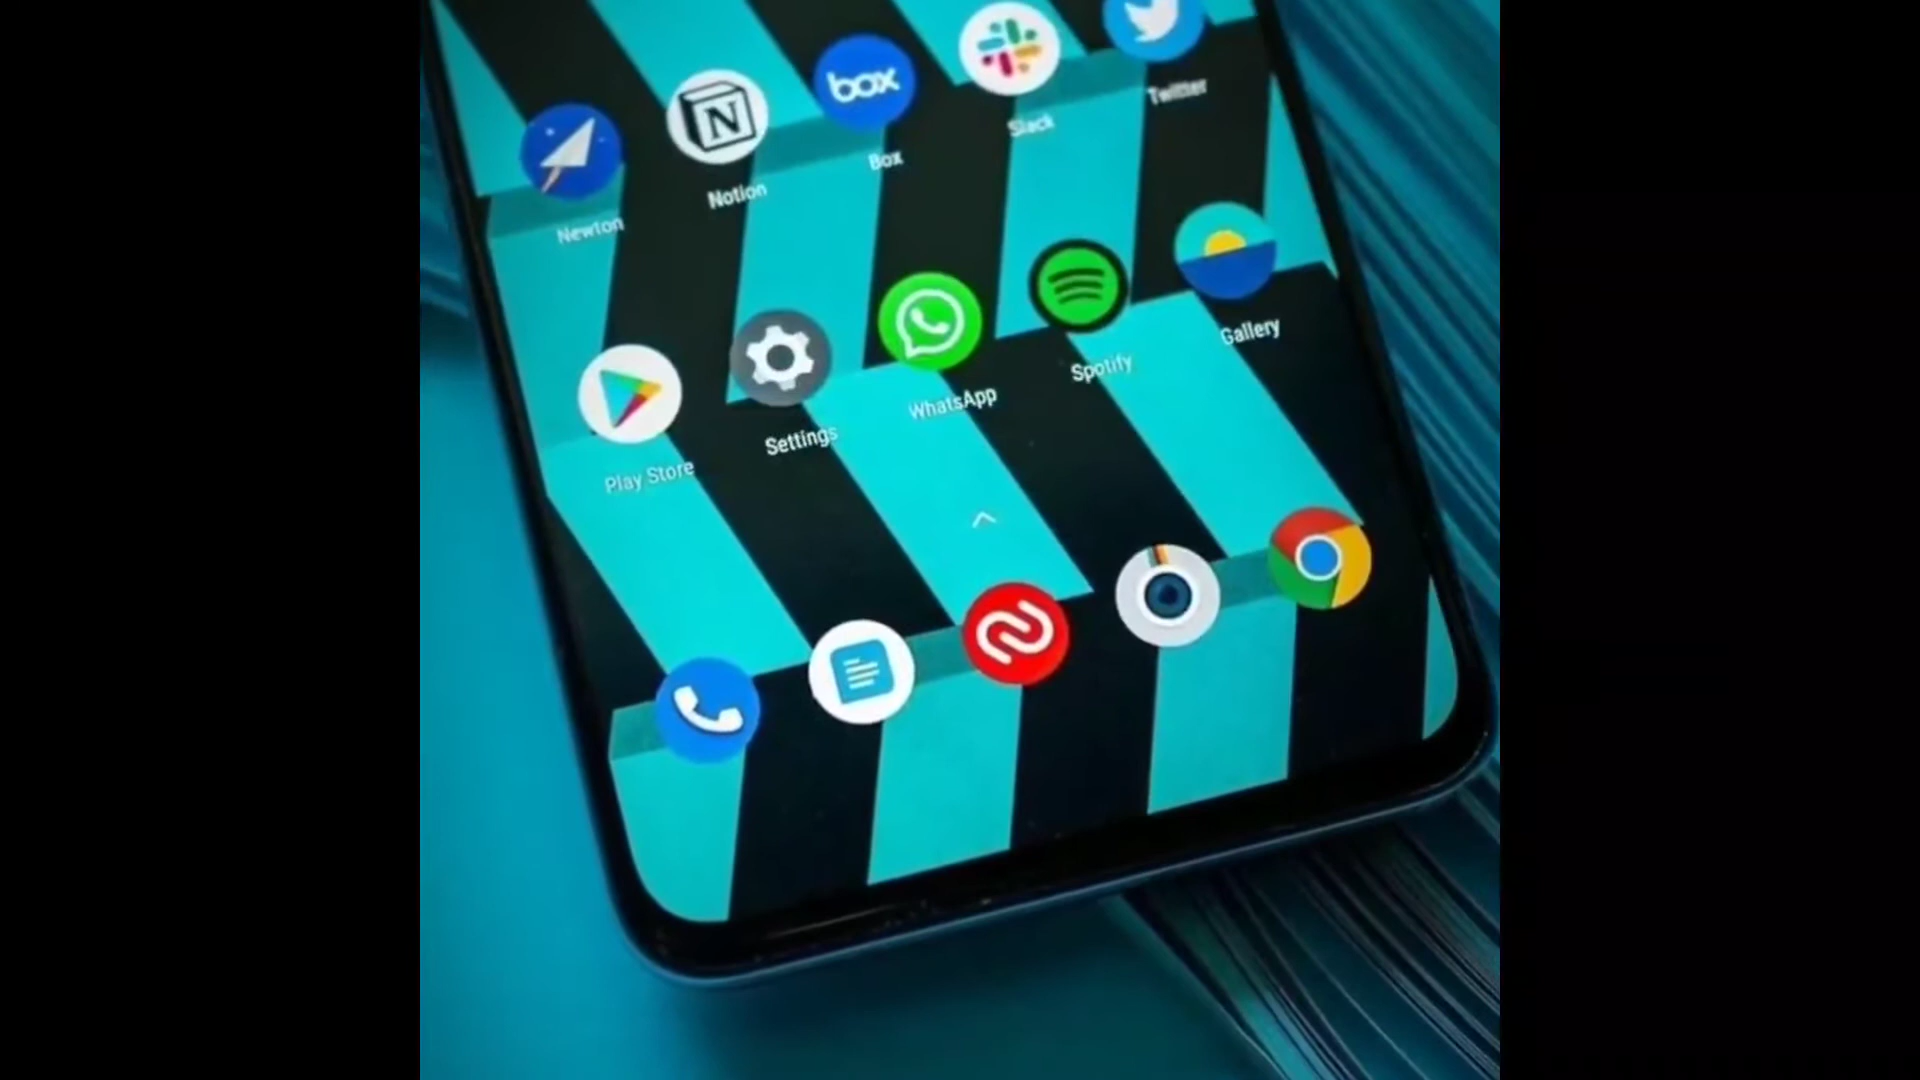 box
N
Newton
Notion
Box
Slack
Twitter
Play Store
Settings
WhatsApp
Spotify
Gallery